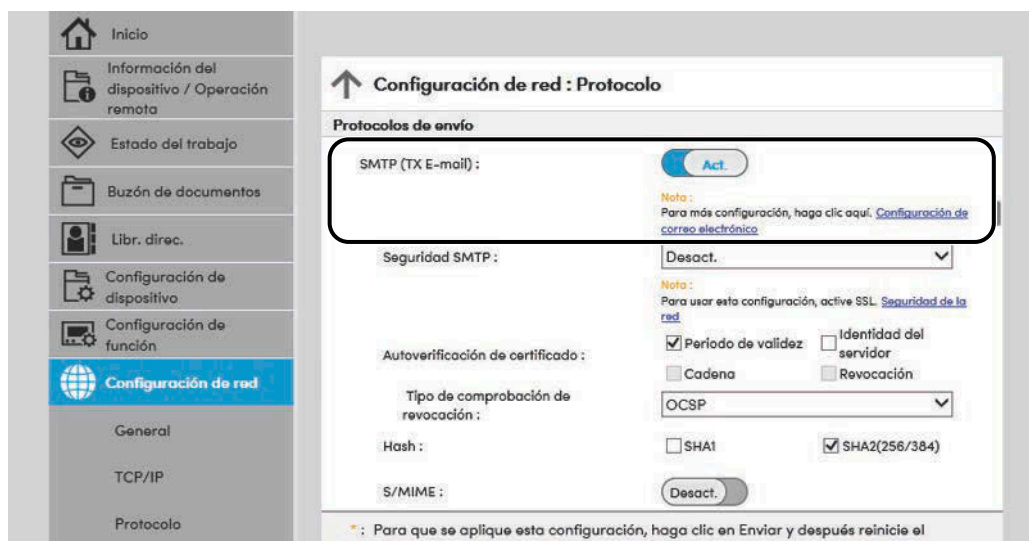 Inicio
Información del
dispositivo / Operación
remota
Estado del trabajo
Buzón de documentos
Libr. direc.
Configuración de
dispositivo
Configuración de
función
Configuración de red
General
TCP/IP
Protocolo
Configuración de red : Protocolo
Protocolos de envío
SMTP (TX E-mail) :
Act.
Nota :
Para más configuración, haga clic aquí. Configuración de
correo electrónico
Seguridad SMTP :
Desact.
Nota :
Para usar esta configuración, active SSL. Seguridad de la
red
Autoverificación de certificado :
Periodo de validez
Identidad del
servidor
Cadena
Revocación
Tipo de comprobación de
revocación :
OCSP
Hash :
SHA1
SHA2(256/384)
S/MIME :
Desact.
* : Para que se aplique esta configuración, haga clic en Enviar y después reinicie el